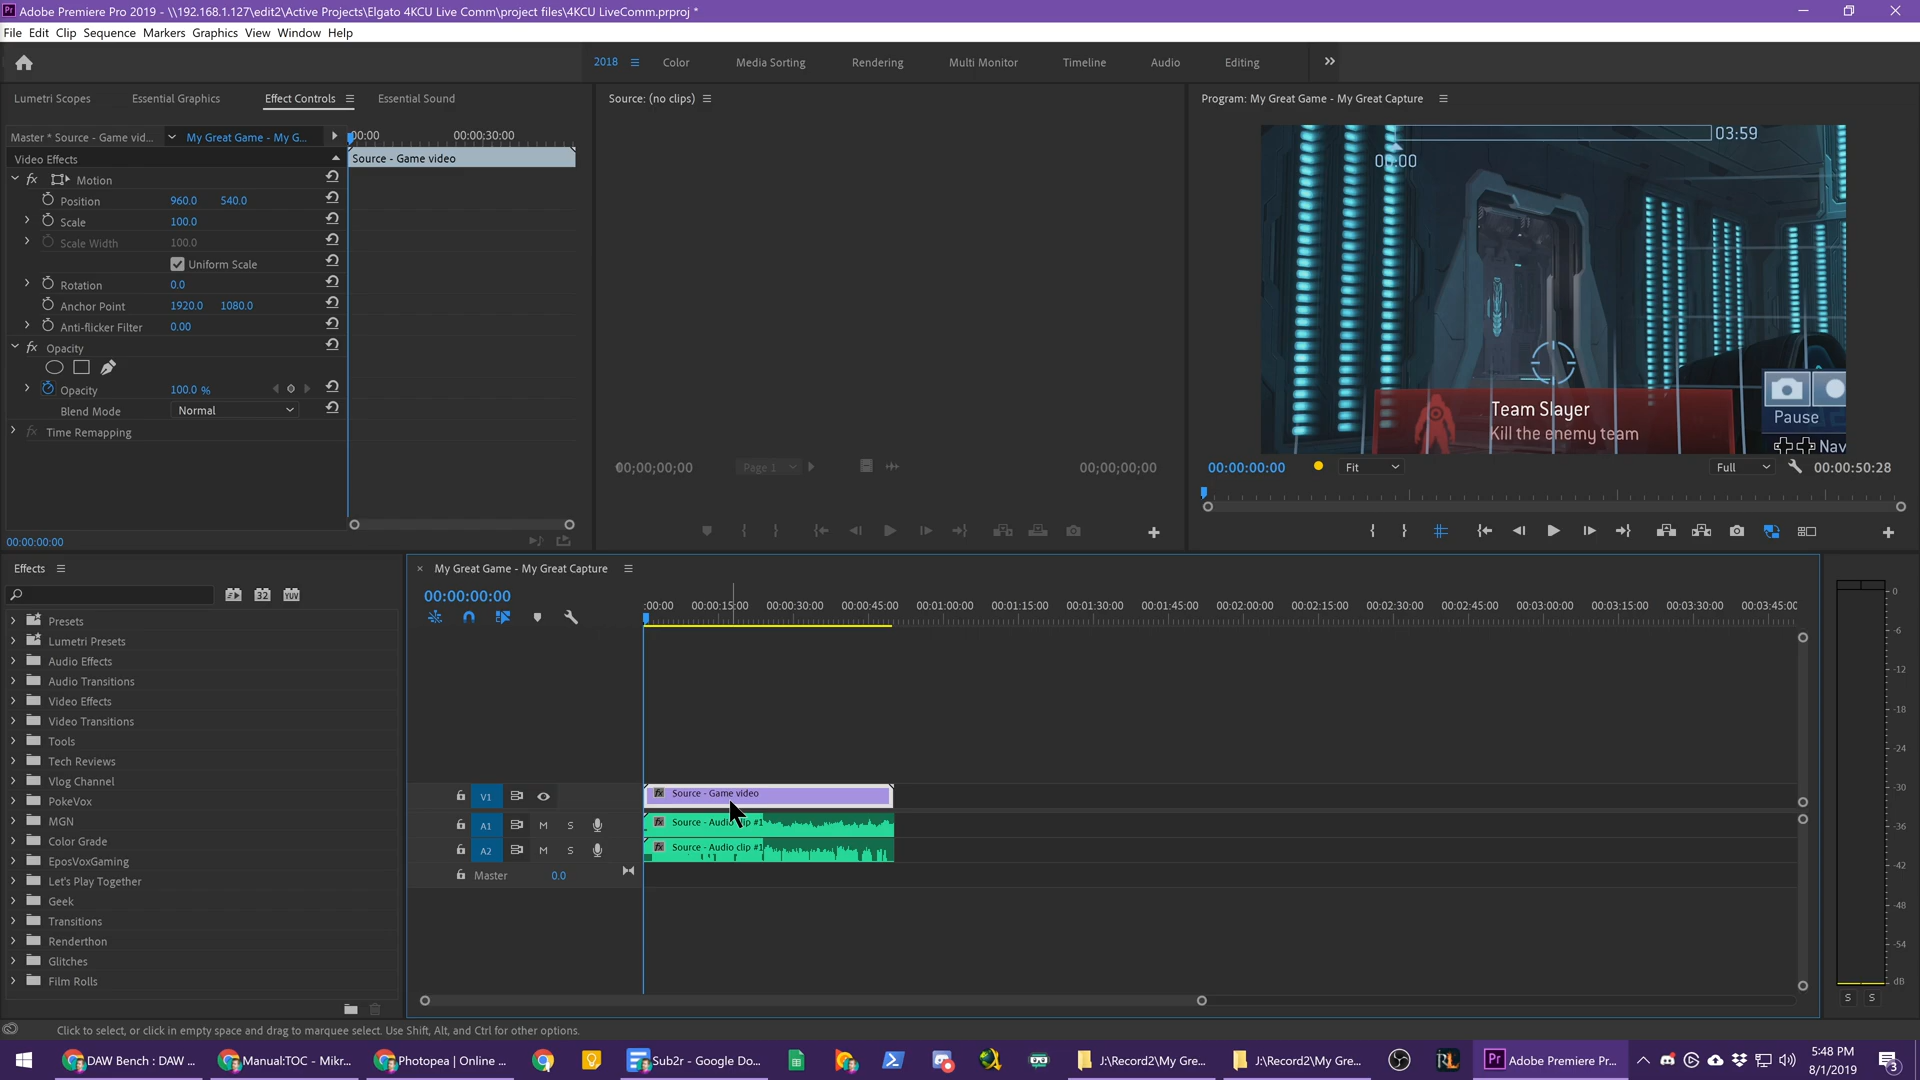 Adobe Premiere Pro 2019 - \\192.168.1.127\edit2\Active Projects\Elgato 4KCU Live Comm\project files\4KCU LiveComm.prproj *
File Edit Clip Sequence Markers Graphics View Window Help
2018 Color Media Sorting Rendering Multi Monitor Timeline Audio Editing
Lumetri Scopes Essential Graphics Effect Controls Essential Sound
Source: (no clips)
Program: My Great Game - My Great Capture
Master * Source - Game vid... My Great Game - My G...
00:00 00:00:30:00
Video Effects
Source - Game video
fx Motion
Position 960.0 540.0
Scale 100.0
Scale Width 100.0
Uniform Scale
Rotation 0.0
Anchor Point 1920.0 1080.0
Anti-flicker Filter 0.00
fx Opacity
Opacity 100.0 %
Blend Mode Normal
fx Time Remapping
00:00:00:00
03:59
00:00
Team Slayer
Kill the enemy team
Pause
Nav
00;00;00;00 Page 1 00;00;00;00
00:00:00:00 Fit Full 00:00:50:28
Effects
32 YUV
Presets
Lumetri Presets
Audio Effects
Audio Transitions
Video Effects
Video Transitions
Tools
Tech Reviews
Vlog Channel
PokeVox
MGN
Color Grade
EposVoxGaming
Let's Play Together
Geek
Transitions
Renderthon
Glitches
Film Rolls
My Great Game - My Great Capture
00:00:00:00
:00:00 00:00:15:00 00:00:30:00 00:00:45:00 00:01:00:00 00:01:15:00 00:01:30:00 00:01:45:00 00:02:00:00 00:02:15:00 00:02:30:00 00:02:45:00 00:03:00:00 00:03:15:00 00:03:30:00 00:03:45:00
V1 fx Source - Game video
A1 M S fx Source - Audio clip #1
A2 M S fx Source - Audio clip #1
Master 0.0
0
-6
-12
-18
-24
-30
-36
-42
-48
-54
dB
S S
Click to select, or click in empty space and drag to marquee select. Use Shift, Alt, and Ctrl for other options.
DAW Bench : DAW ... Manual:TOC - Mikr... Photopea | Online ... Sub2r - Google Do... J:\Record2\My Gre... J:\Record2\My Gre... RL Pr Adobe Premiere Pr...
5:48 PM
8/1/2019
3